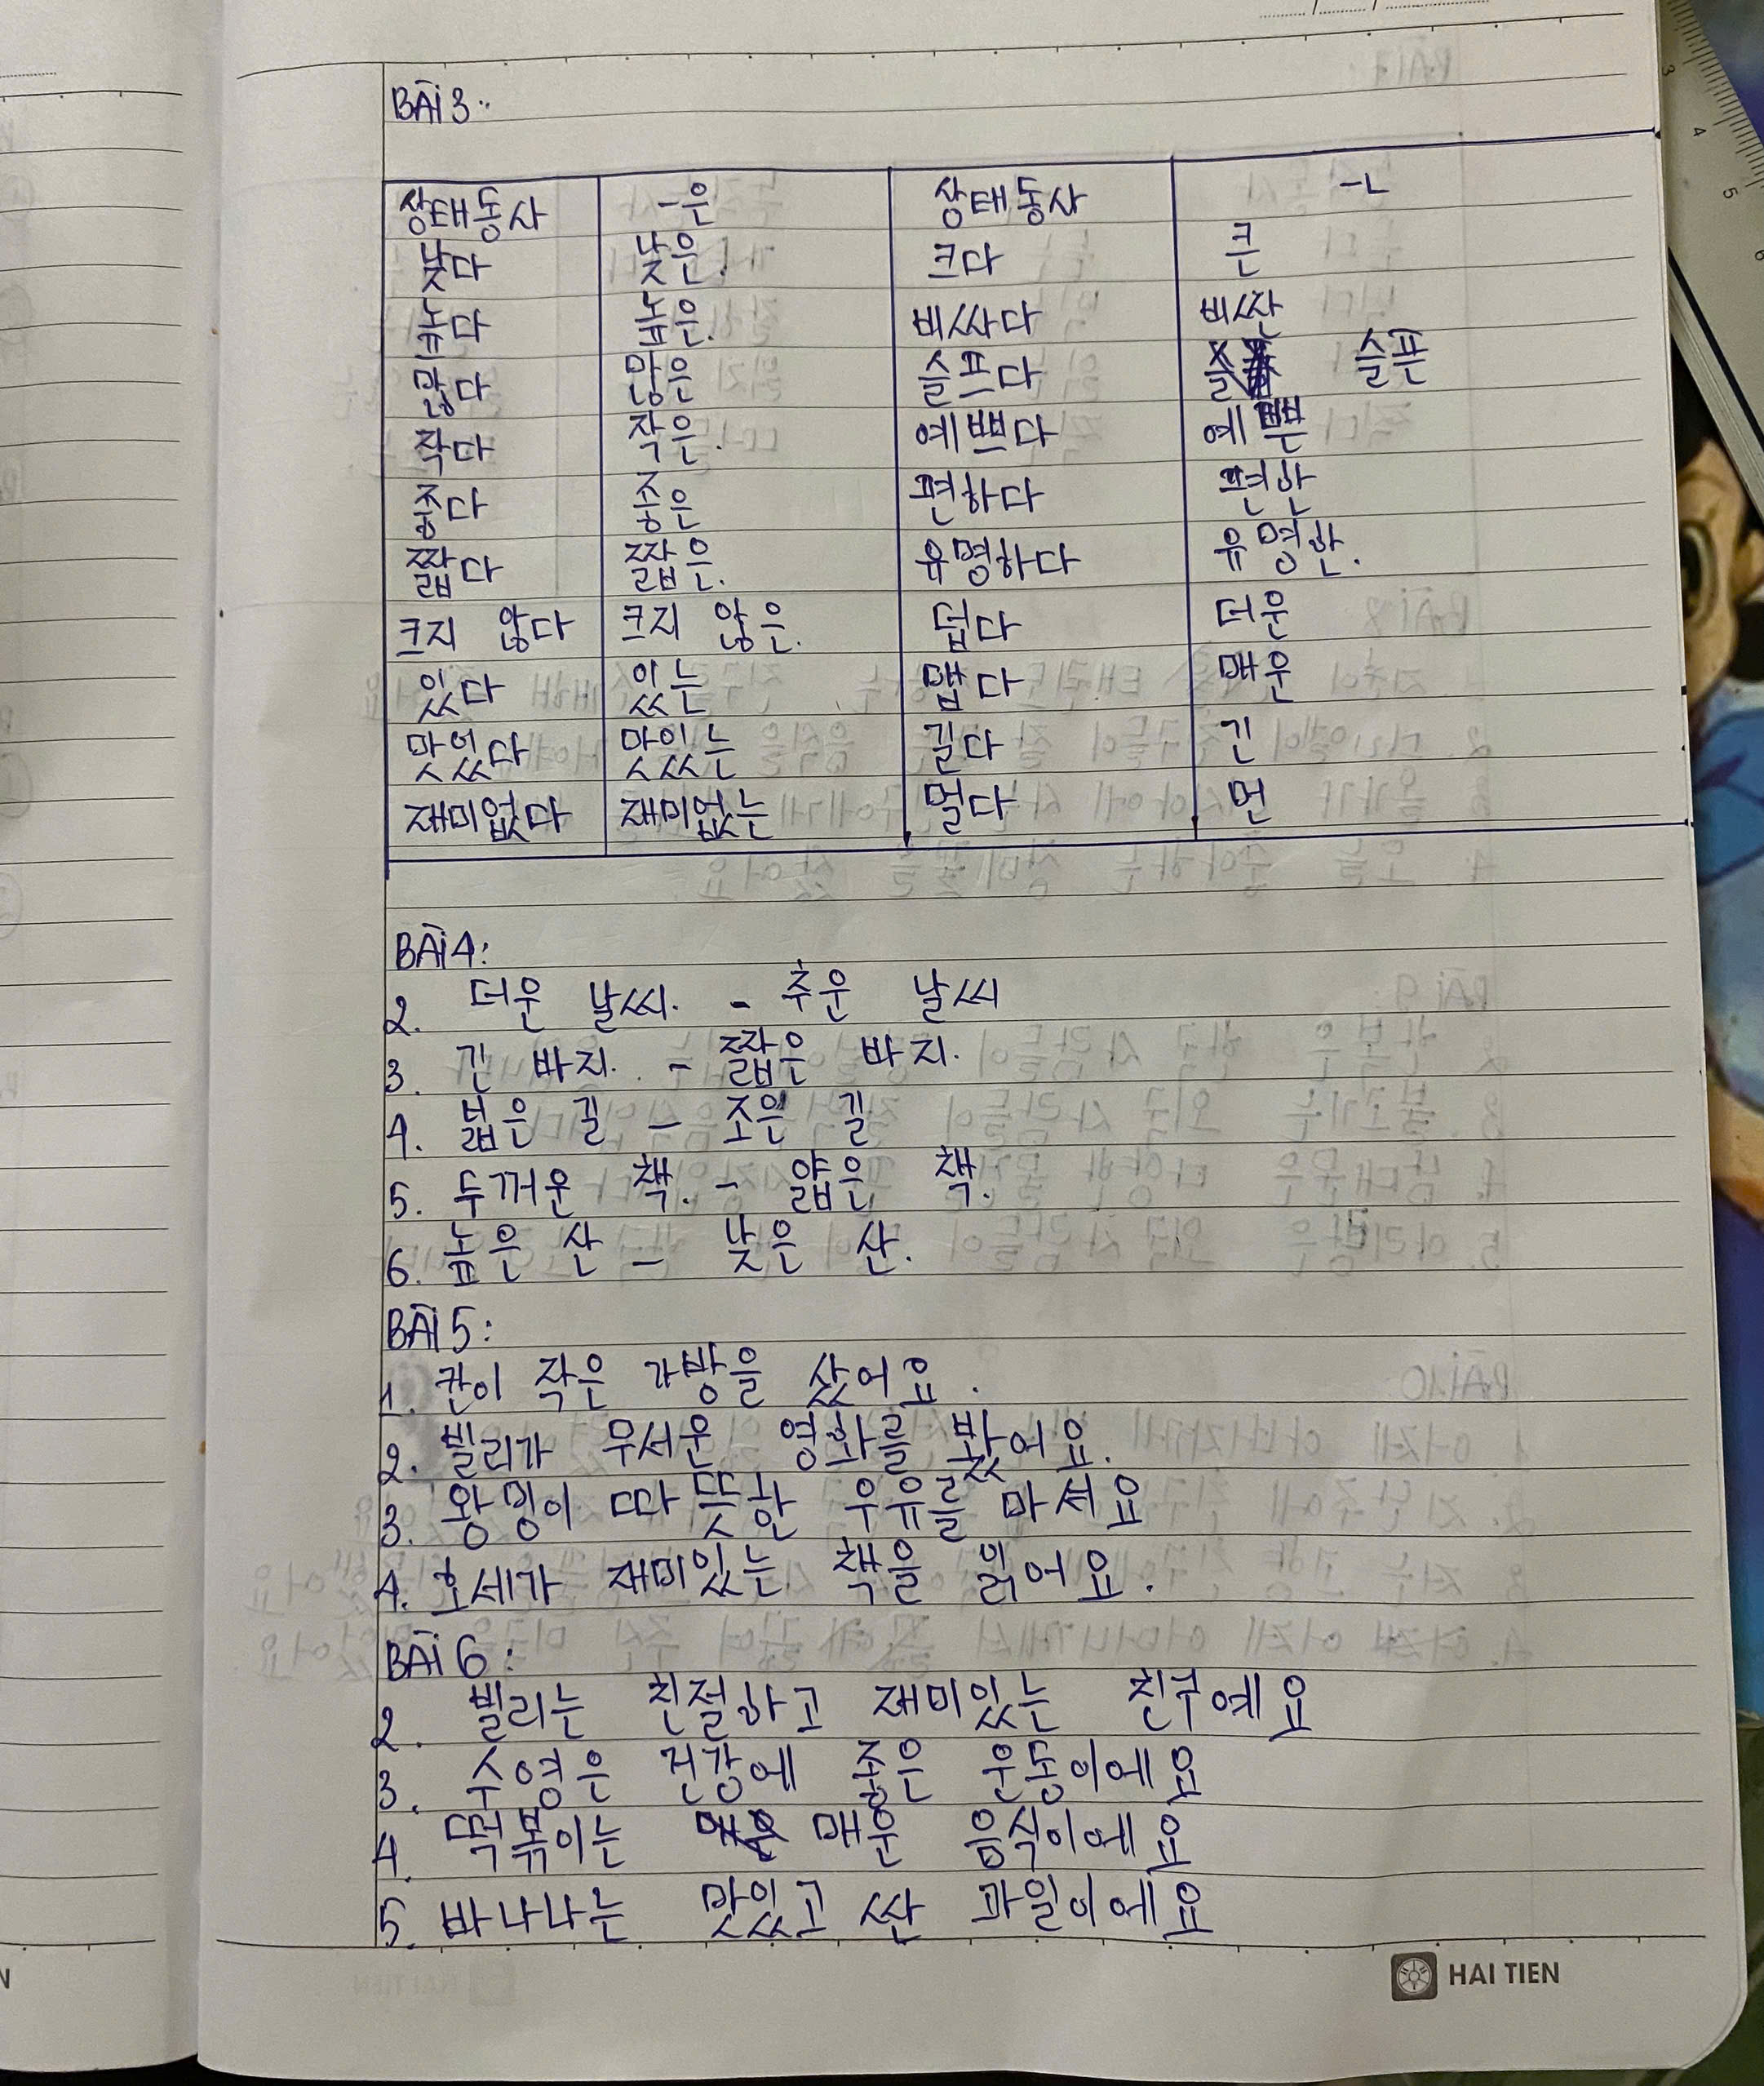 BÀI 3:
상태동사 -은 상태동사 -ㄴ
낮다 낮은. 크다 큰
높다 높은. 비싸다 비싼
많다 많은 슬프다 슬픈
작다 작은. 예쁘다 예쁜
좋다 좋은 편하다 편한
짧다 짧은. 유명하다 유명한.
크지 않다 크지 않은. 덥다 더운
있다 있는 맵다 매운
맛있다 맛있는 길다 긴
재미없다 재미없는 멀다 먼
BÀI 4:
2. 더운 날씨. - 추운 날씨
3. 긴 바지. - 짧은 바지.
4. 넓은 길 - 조은 길
5. 두꺼운 책. - 얇은 책.
6. 높은 산 - 낮은 산.
BÀI 5:
1. 칸이 작은 가방을 샀어요.
2. 빌리가 무서운 영화를 봤어요.
3. 왕밍이 따뜻한 우유를 마셔요
4. 호세가 재미있는 책을 읽어요.
BÀI 6:
2. 빌리는 친절하고 재미있는 친구예요
3. 수영은 건강에 좋은 운동이에요
4. 떡볶이는 매운 음식이에요
5. 바나나는 맛있고 싼 과일이에요
HAI TIEN